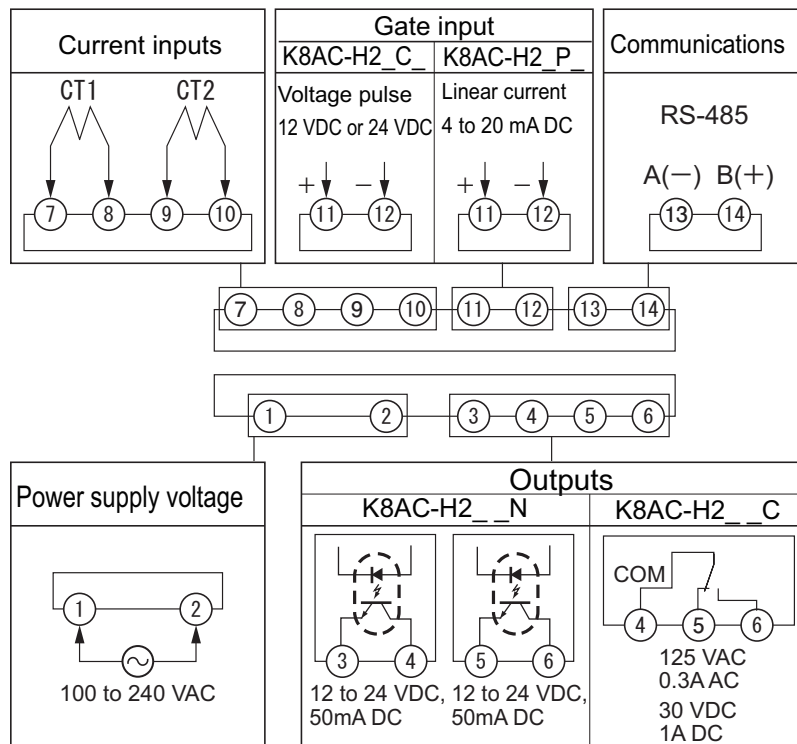 Current inputs
CT1 CT2
7 8 9 10
Gate input
K8AC-H2_C_ K8AC-H2_P_
Voltage pulse
12 VDC or 24 VDC
+ −
11 12
Linear current
4 to 20 mA DC
+ −
11 12
Communications
RS-485
A(−) B(+)
13 14
7 8 9 10 11 12 13 14
1 2 3 4 5 6
Power supply voltage
1 2
100 to 240 VAC
Outputs
K8AC-H2_ _N K8AC-H2_ _C
3 4
12 to 24 VDC,
50mA DC
5 6
12 to 24 VDC,
50mA DC
COM
4 5 6
125 VAC
0.3A AC
30 VDC
1A DC